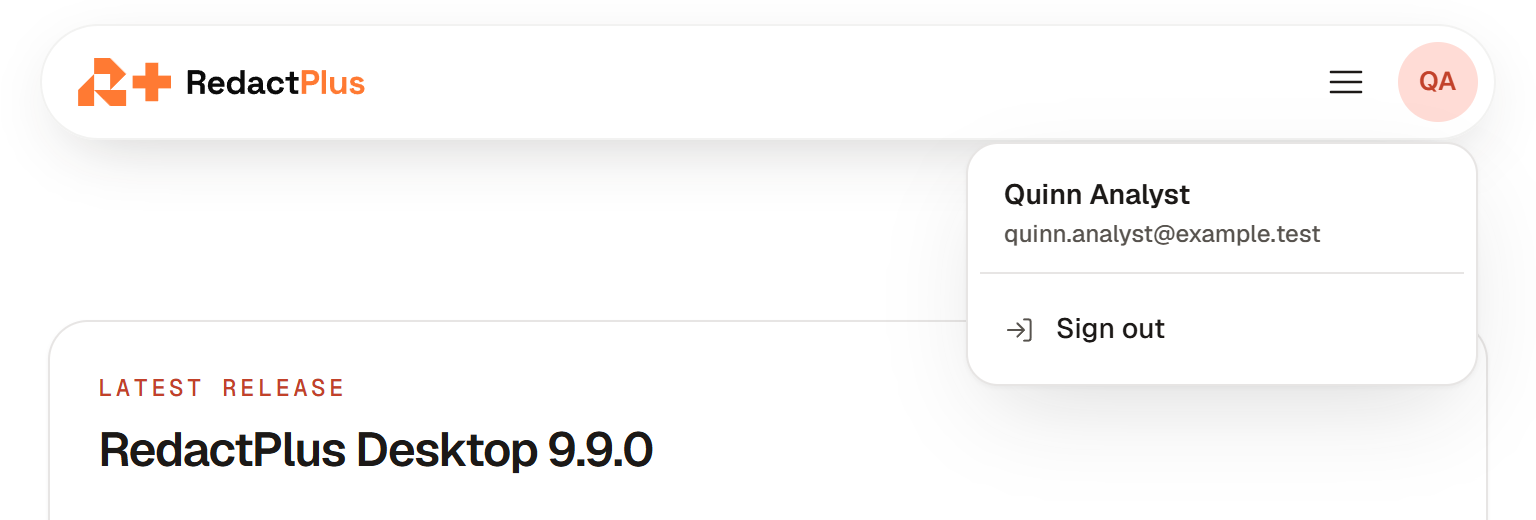 RedactPlus
QA
Quinn Analyst
quinn.analyst@example.test
Sign out
LATEST RELEASE
RedactPlus Desktop 9.9.0